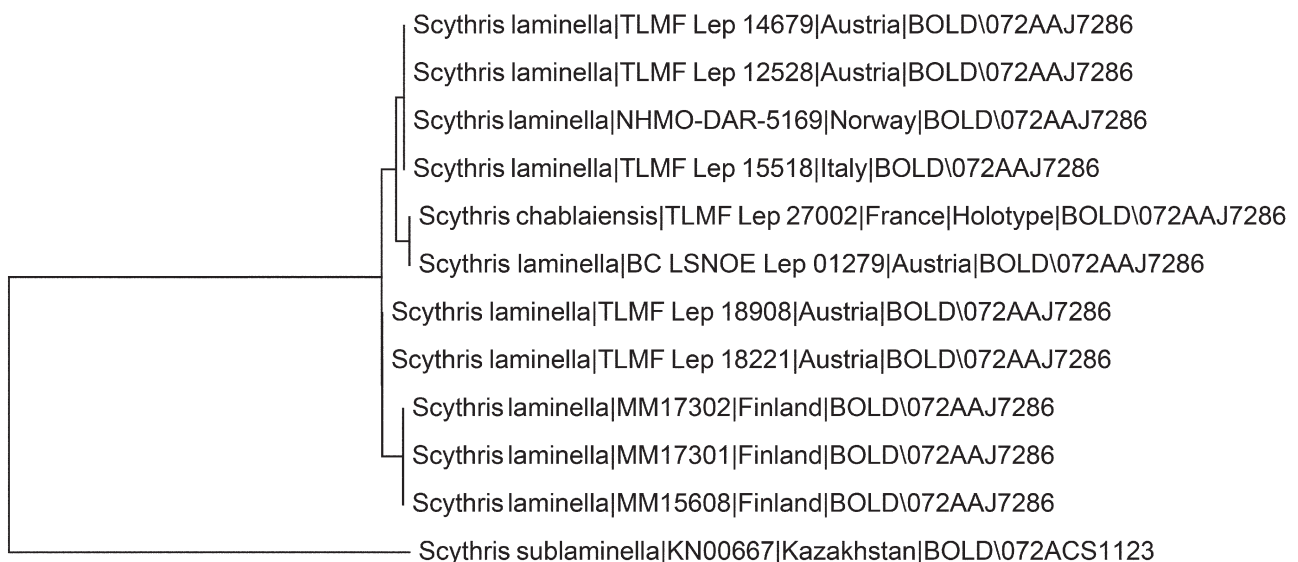 Scythris laminella|TLMF Lep 14679|Austria|BOLD\072AAJ7286
Scythris laminella|TLMF Lep 12528|Austria|BOLD\072AAJ7286
Scythris laminella|NHMO-DAR-5169|Norway|BOLD\072AAJ7286
Scythris laminella|TLMF Lep 15518|Italy|BOLD\072AAJ7286
Scythris chablaiensis|TLMF Lep 27002|France|Holotype|BOLD\072AAJ7286
Scythris laminella|BC LSNOE Lep 01279|Austria|BOLD\072AAJ7286
Scythris laminella|TLMF Lep 18908|Austria|BOLD\072AAJ7286
Scythris laminella|TLMF Lep 18221|Austria|BOLD\072AAJ7286
Scythris laminella|MM17302|Finland|BOLD\072AAJ7286
Scythris laminella|MM17301|Finland|BOLD\072AAJ7286
Scythris laminella|MM15608|Finland|BOLD\072AAJ7286
Scythris sublaminella|KN00667|Kazakhstan|BOLD\072ACS1123